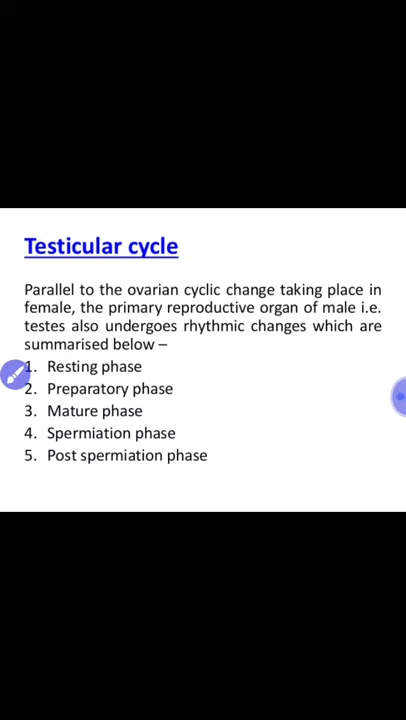 Testicular cycle
Parallel to the ovarian cyclic change taking place in
female, the primary reproductive organ of male i.e.
testes also undergoes rhythmic changes which are
summarised below –
1. Resting phase
2. Preparatory phase
3. Mature phase
4. Spermiation phase
5. Post spermiation phase